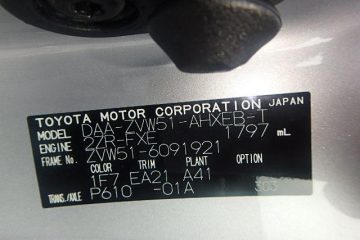 TOYOTA MOTOR CORPORATION JAPAN
MODEL DAA-ZVW51-AHXEB-T
ENGINE 2ZR-FXE 1797 mL
FRAME NO. ZVW51-6091921
COLOR TRIM PLANT OPTION
1F7 EA21 A41
TRANS./AXLE P610 -01A 303